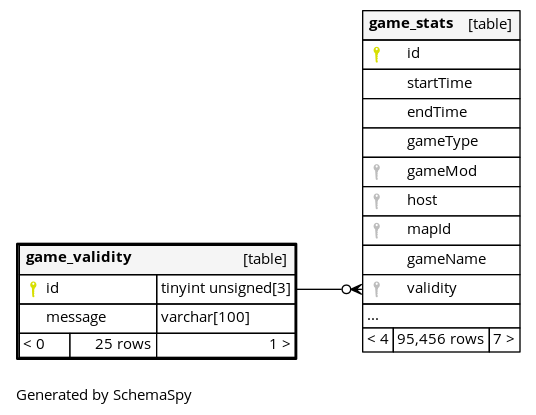 game_stats [table]
id
startTime
endTime
gameType
gameMod
host
mapId
gameName
validity
...
< 4 95,456 rows 7 >
game_validity [table]
id tinyint unsigned[3]
message varchar[100]
< 0 25 rows 1 >
Generated by SchemaSpy